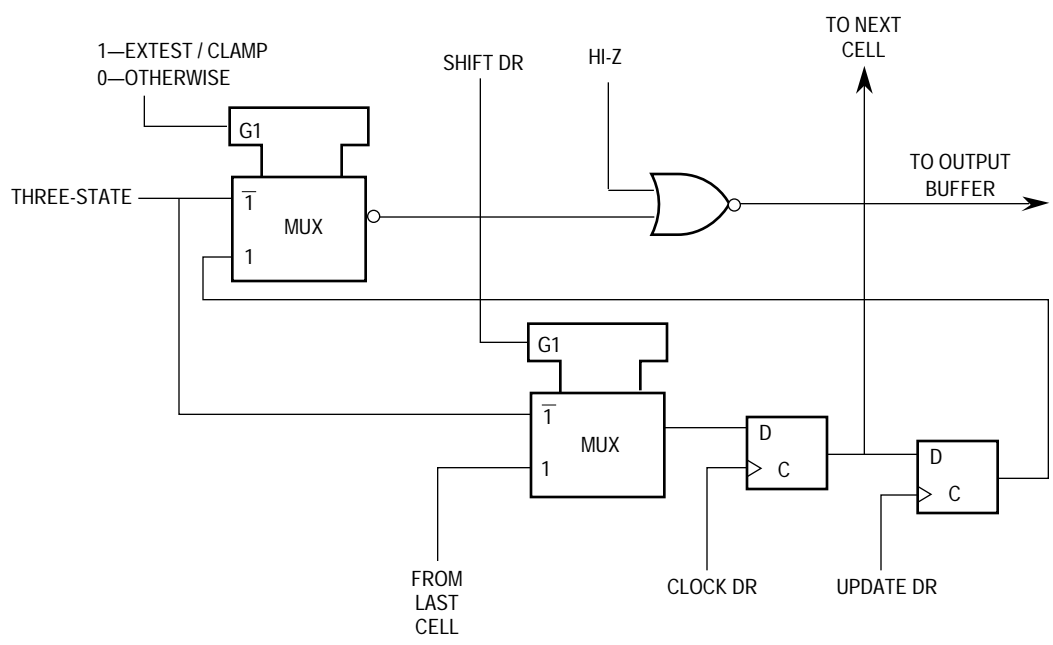 TO NEXT
CELL
1—EXTEST / CLAMP
0—OTHERWISE
SHIFT DR
HI-Z
G1
TO OUTPUT
BUFFER
THREE-STATE
1̅
MUX
1
G1
1̅
MUX
1
D
C
D
C
FROM
LAST
CELL
CLOCK DR
UPDATE DR